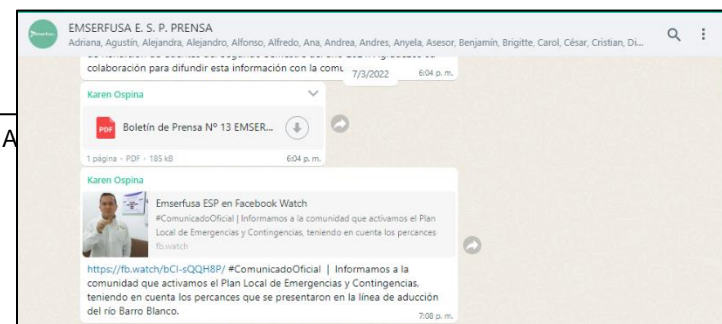 EMSERFUSA E. S. P. PRENSA
Adriana, Agustín, Alejandra, Alejandro, Alfonso, Alfredo, Ana, Andrea, Andres, Anyela, Asesor, Benjamín, Brigitte, Carol, César, Cristian, Di...
colaboración para difundir esta información con la comu
7/3/2022
6:04 p. m.
Karen Ospina
A
PDF
Boletín de Prensa Nº 13 EMSER...
1 página • PDF • 185 kB
6:04 p. m.
Karen Ospina
Emserfusa ESP en Facebook Watch
#ComunicadoOficial | Informamos a la comunidad que activamos el Plan
Local de Emergencias y Contingencias, teniendo en cuenta los percances
fb.watch
https://fb.watch/bCl-sQQH8P/ #ComunicadoOficial | Informamos a la
comunidad que activamos el Plan Local de Emergencias y Contingencias,
teniendo en cuenta los percances que se presentaron en la línea de aducción
del río Barro Blanco.
7:08 p. m.